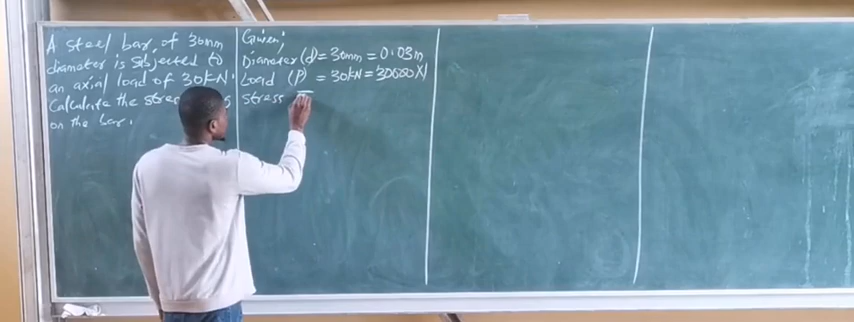 A steel bar, of 30mm
diameter is subjected to
an axial load of 30kN.
Calculate the stress
on the bar.
Given;
Diameter (d) = 30mm = 0.03m
Load (P) = 30kN = 30000N
stress =